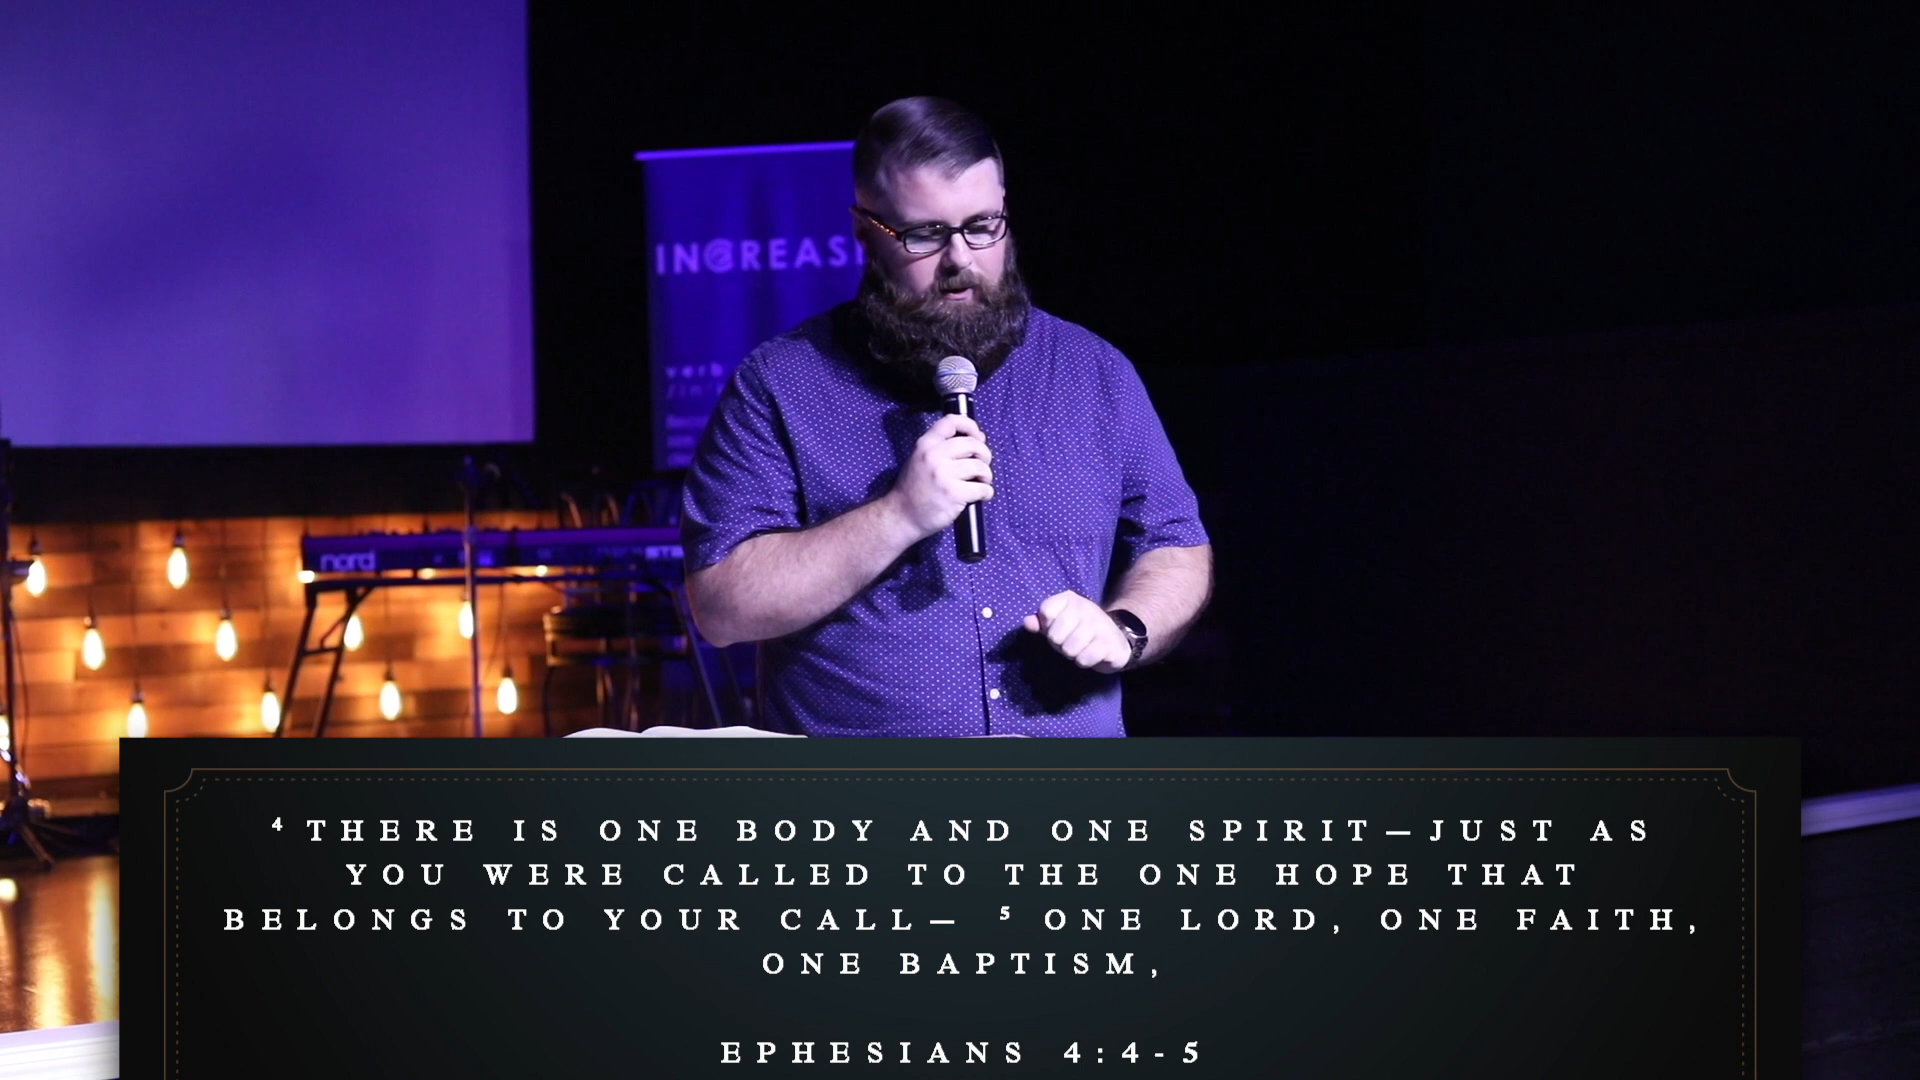 INCREAS
verb
nord
⁴ THERE IS ONE BODY AND ONE SPIRIT—JUST AS
YOU WERE CALLED TO THE ONE HOPE THAT
BELONGS TO YOUR CALL— ⁵ ONE LORD, ONE FAITH,
ONE BAPTISM,
EPHESIANS 4:4-5